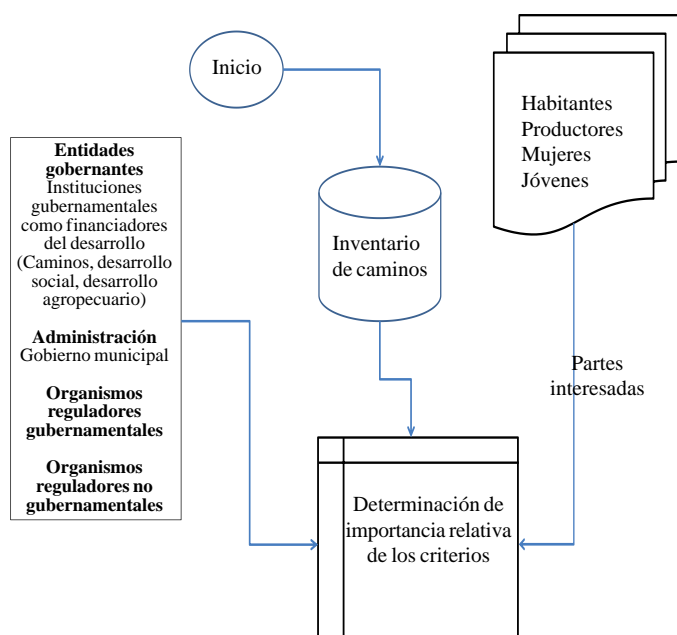 Inicio
Habitantes
Productores
Mujeres
Jóvenes
Entidades
gobernantes
Instituciones
gubernamentales
como financiadores
del desarrollo
(Caminos, desarrollo
social, desarrollo
agropecuario)
Administración
Gobierno municipal
Organismos
reguladores
gubernamentales
Organismos
reguladores no
gubernamentales
Inventario
de caminos
Partes
interesadas
Determinación de
importancia relativa
de los criterios